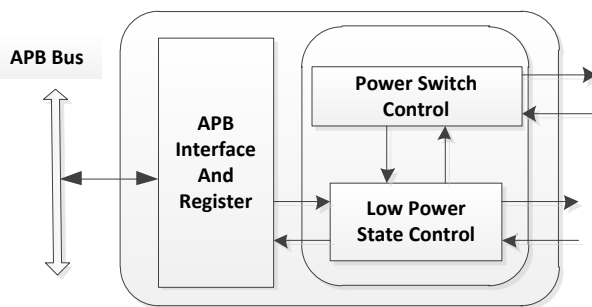 APB Bus
APB
Interface
And
Register
Power Switch
Control
Low Power
State Control